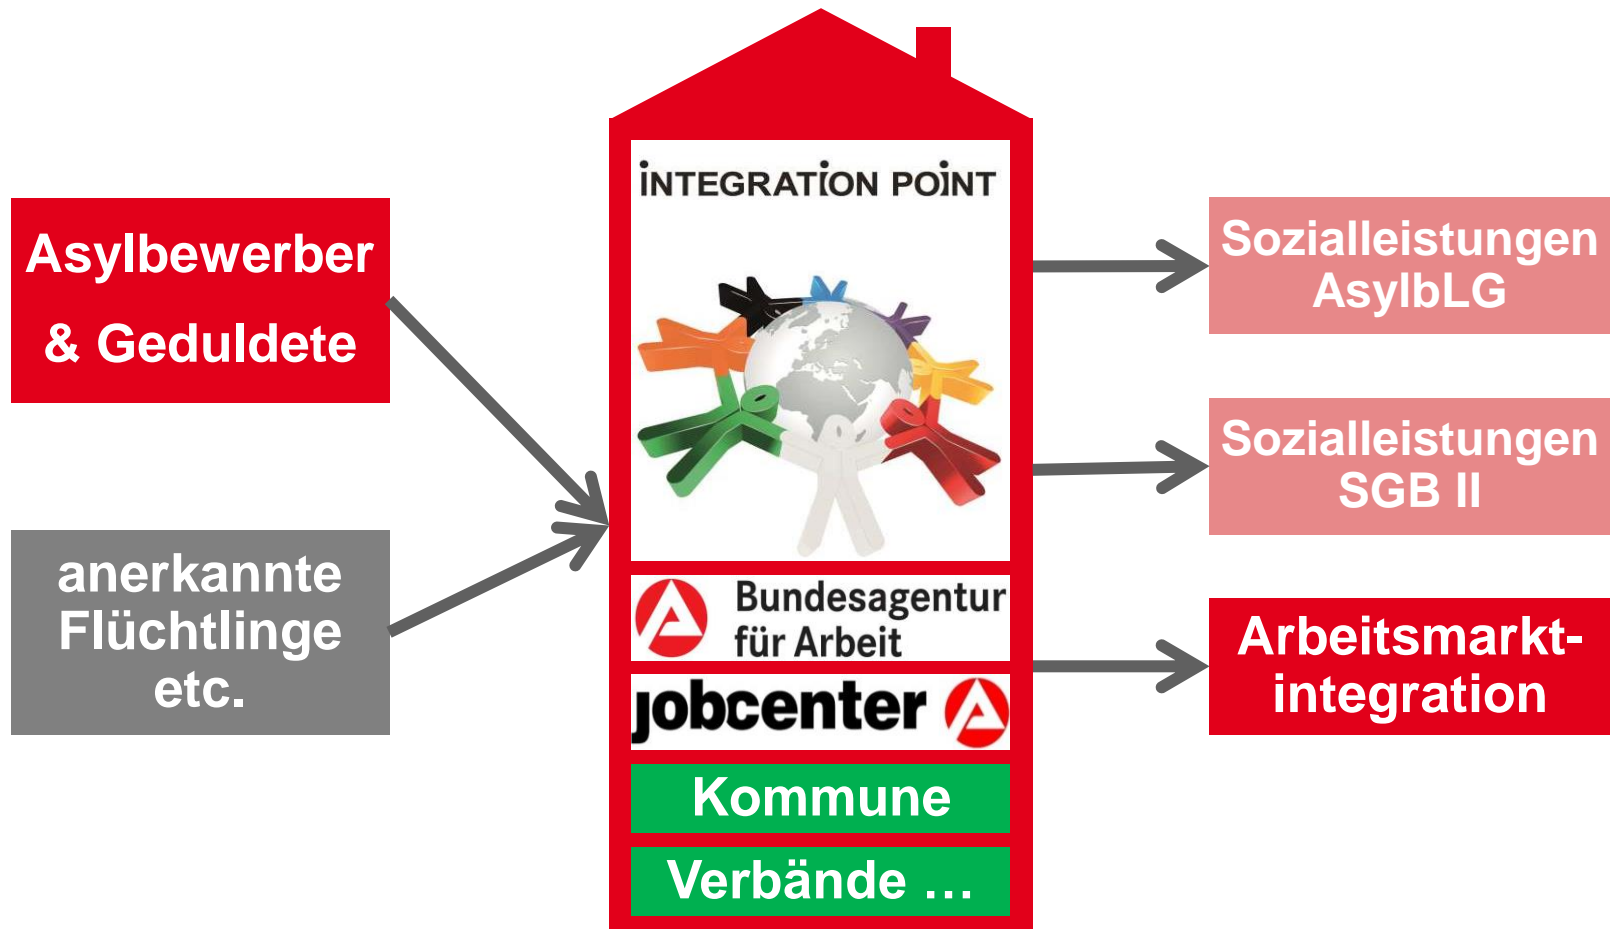 Asylbewerber
& Geduldete
anerkannte
Flüchtlinge
etc.
INTEGRATION POINT
Bundesagentur
für Arbeit
jobcenter
Kommune
Verbände …
Sozialleistungen
AsylbLG
Sozialleistungen
SGB II
Arbeitsmarkt-
integration